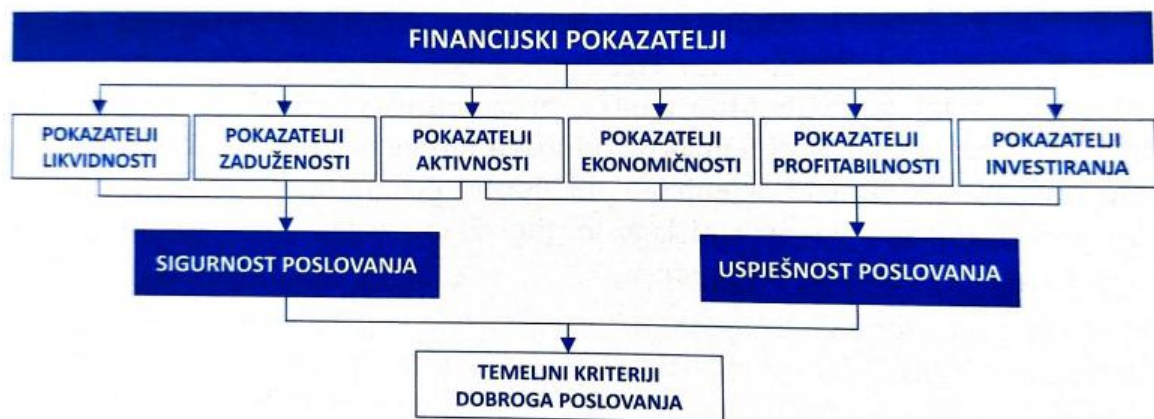 FINANCIJSKI POKAZATELJI
POKAZATELJI
LIKVIDNOSTI
POKAZATELJI
ZADUŽENOSTI
POKAZATELJI
AKTIVNOSTI
POKAZATELJI
EKONOMIČNOSTI
POKAZATELJI
PROFITABILNOSTI
POKAZATELJI
INVESTIRANJA
SIGURNOST POSLOVANJA
USPJEŠNOST POSLOVANJA
TEMELJNI KRITERIJI
DOBROGA POSLOVANJA